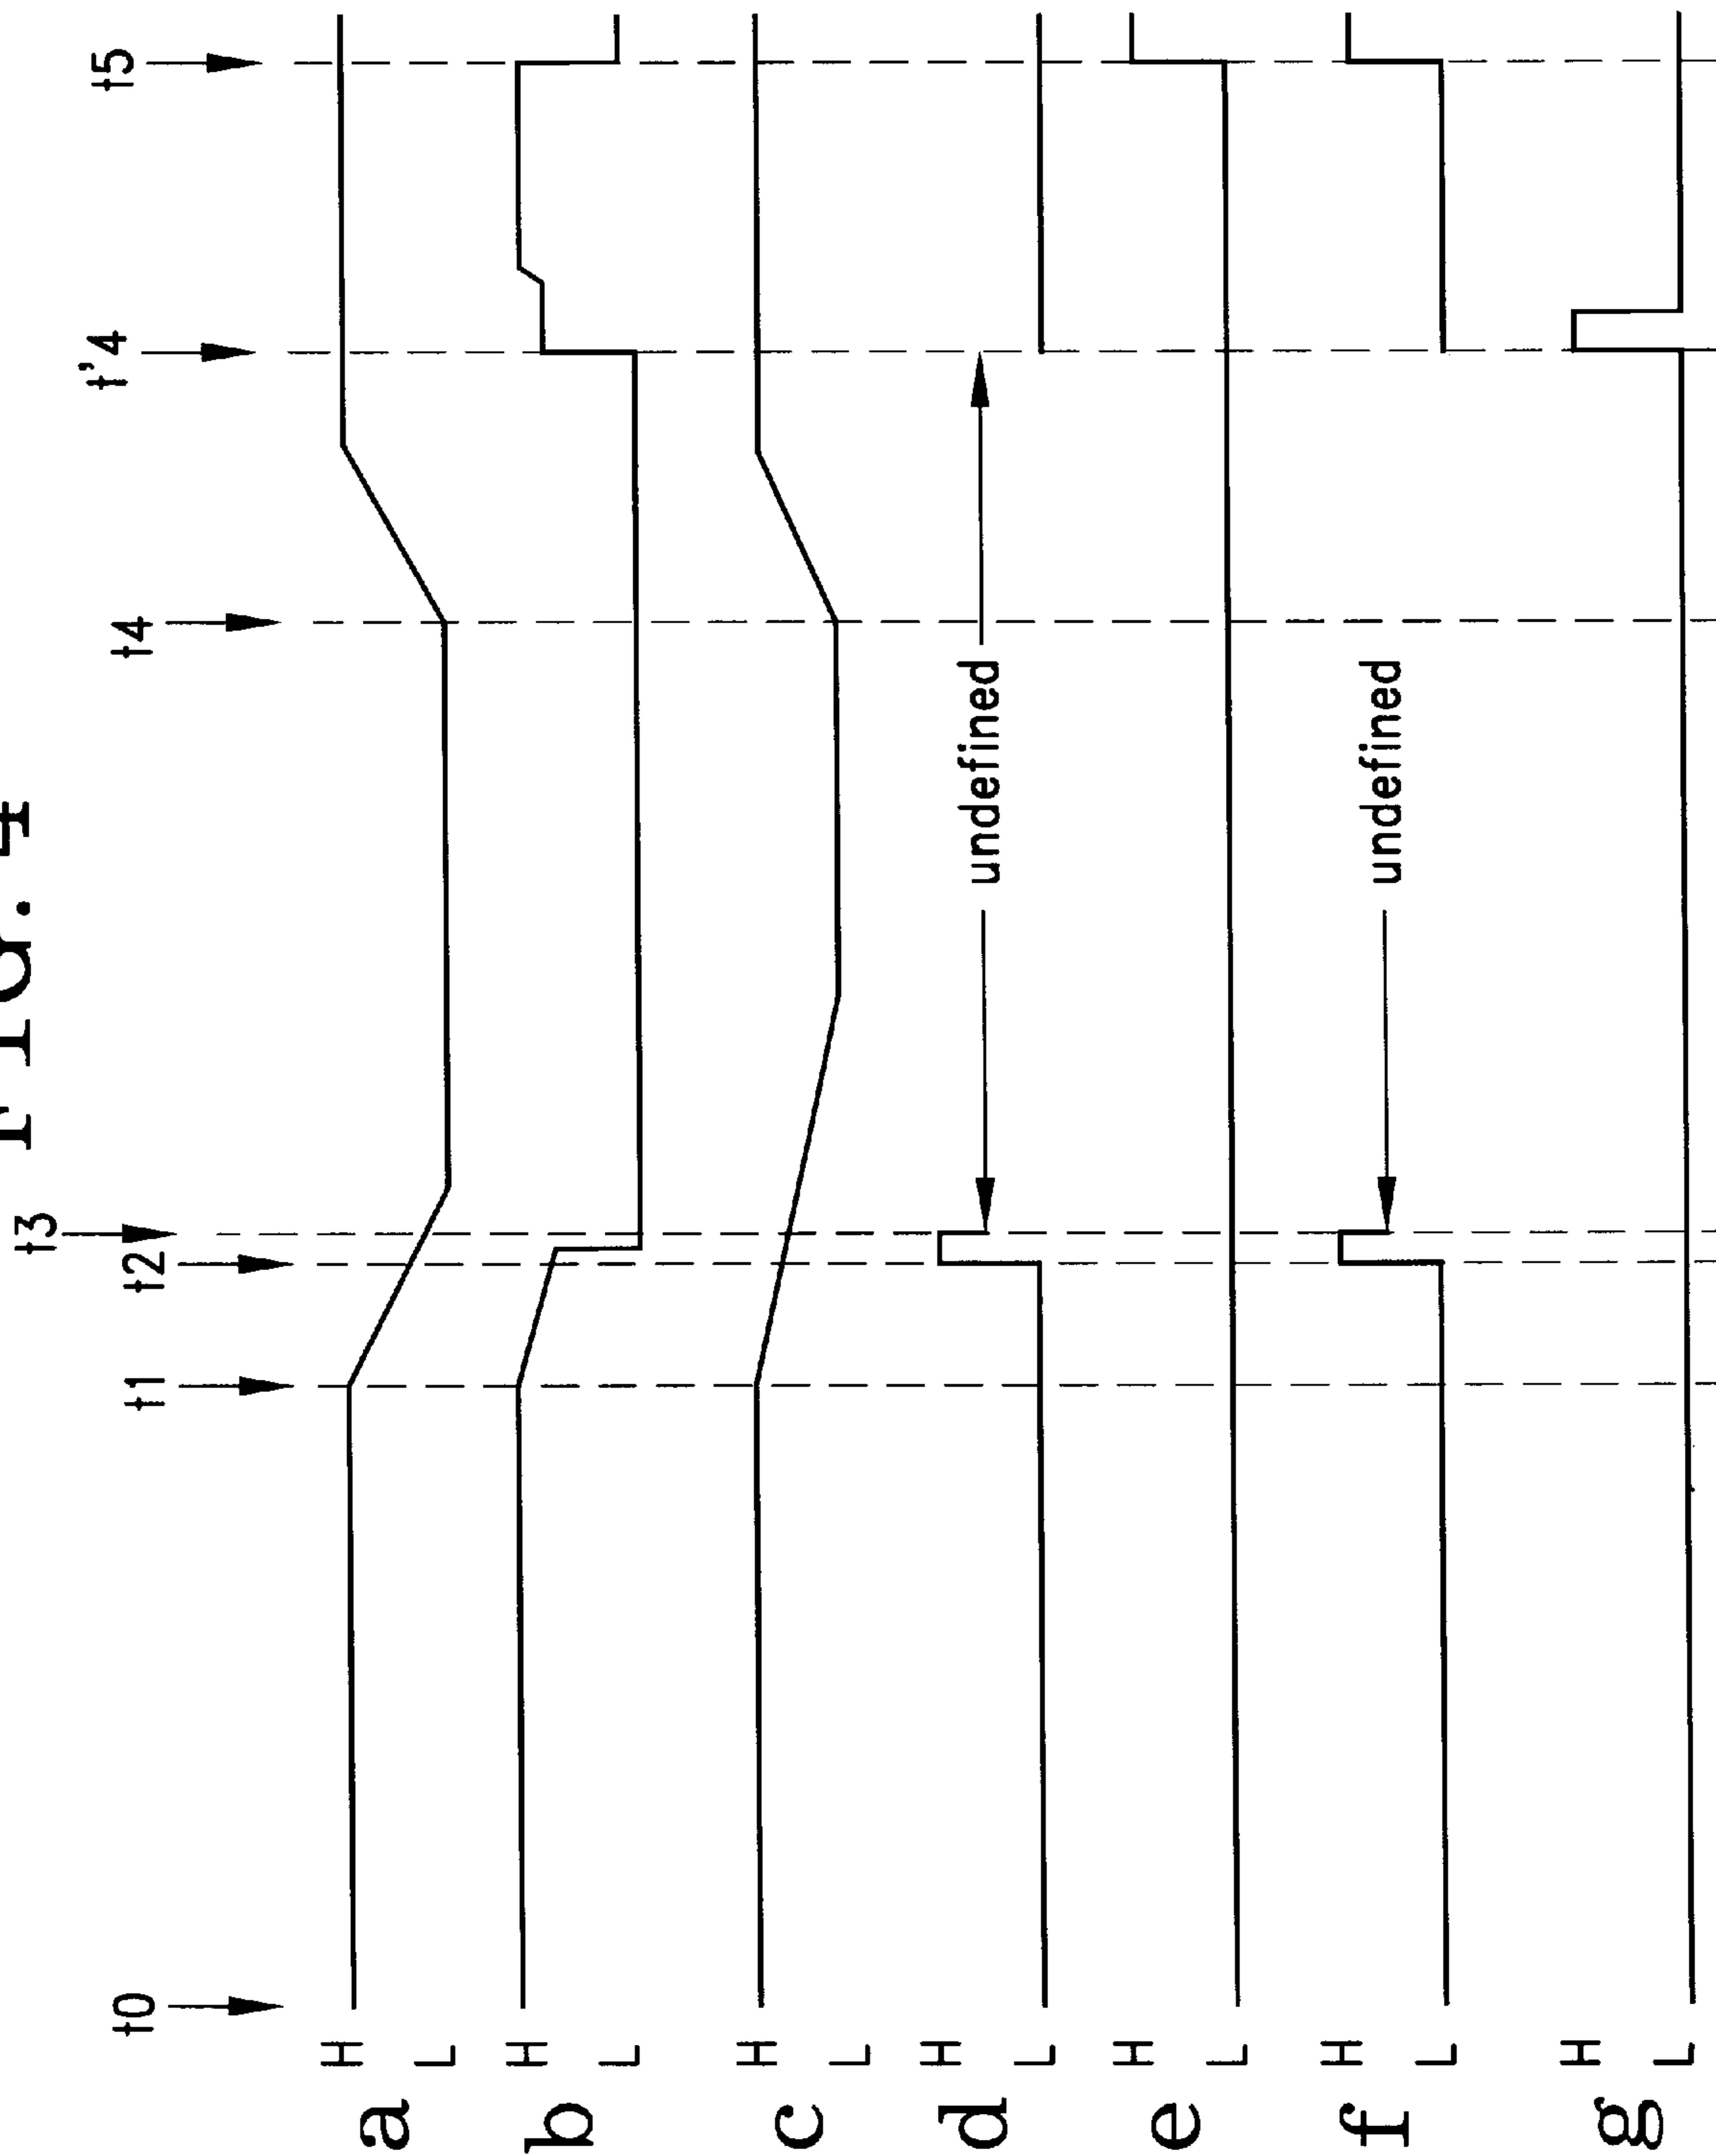 FIG. 4
t0 t1 t2 t3 t4 t'4 t5
a H L
b H L
c H L
d H L undefined
e H L
f H L undefined
g H L